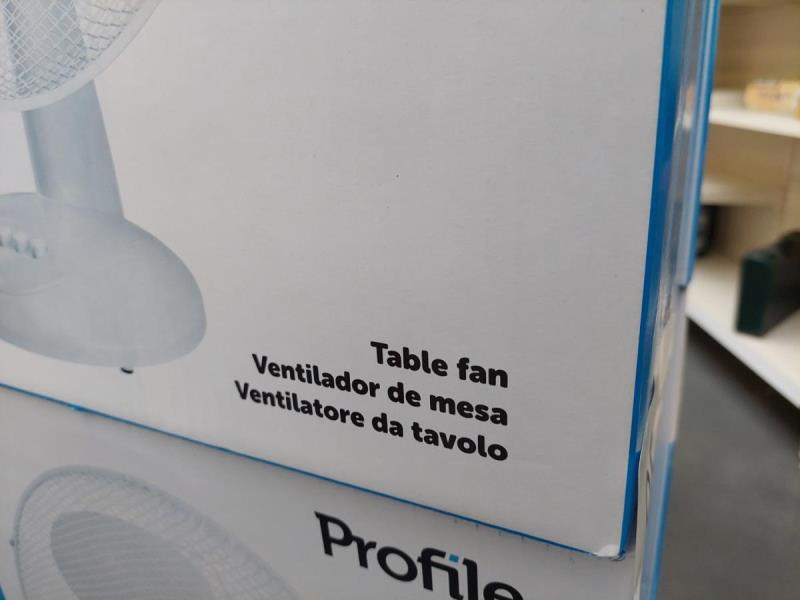 Table fan
Ventilador de mesa
Ventilatore da tavolo
Profile